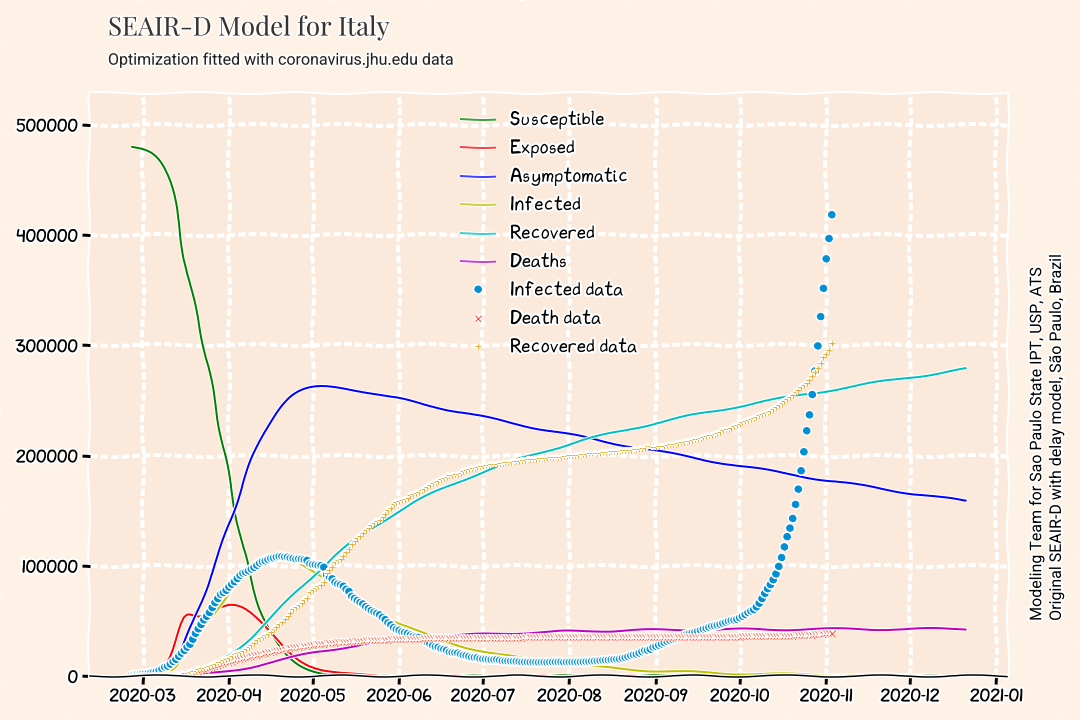 SEAIR-D Model for Italy
Optimization fitted with coronavirus.jhu.edu data
500000
400000
300000
200000
100000
0
Susceptible
Exposed
Asymptomatic
Infected
Recovered
Deaths
Infected data
Death data
Recovered data
2020-03
2020-04
2020-05
2020-06
2020-07
2020-08
2020-09
2020-10
2020-11
2020-12
2021-01
Modeling Team for Sao Paulo State IPT, USP, ATS
Original SEAIR-D with delay model, São Paulo, Brazil